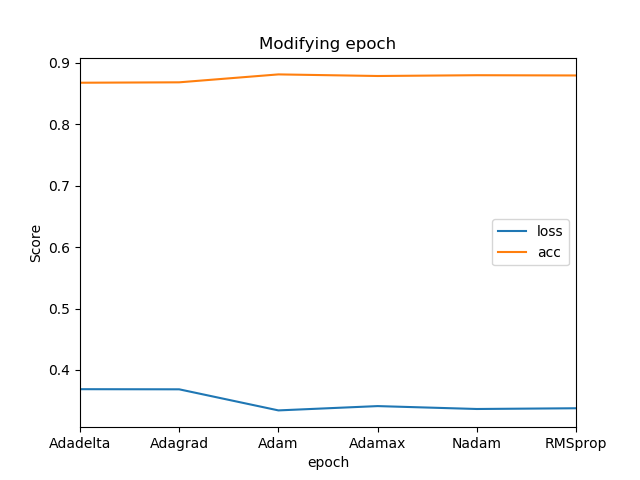 Modifying epoch
0.9
0.8
0.7
0.6
0.5
0.4
Score
loss
acc
Adadelta Adagrad Adam Adamax Nadam RMSprop
epoch